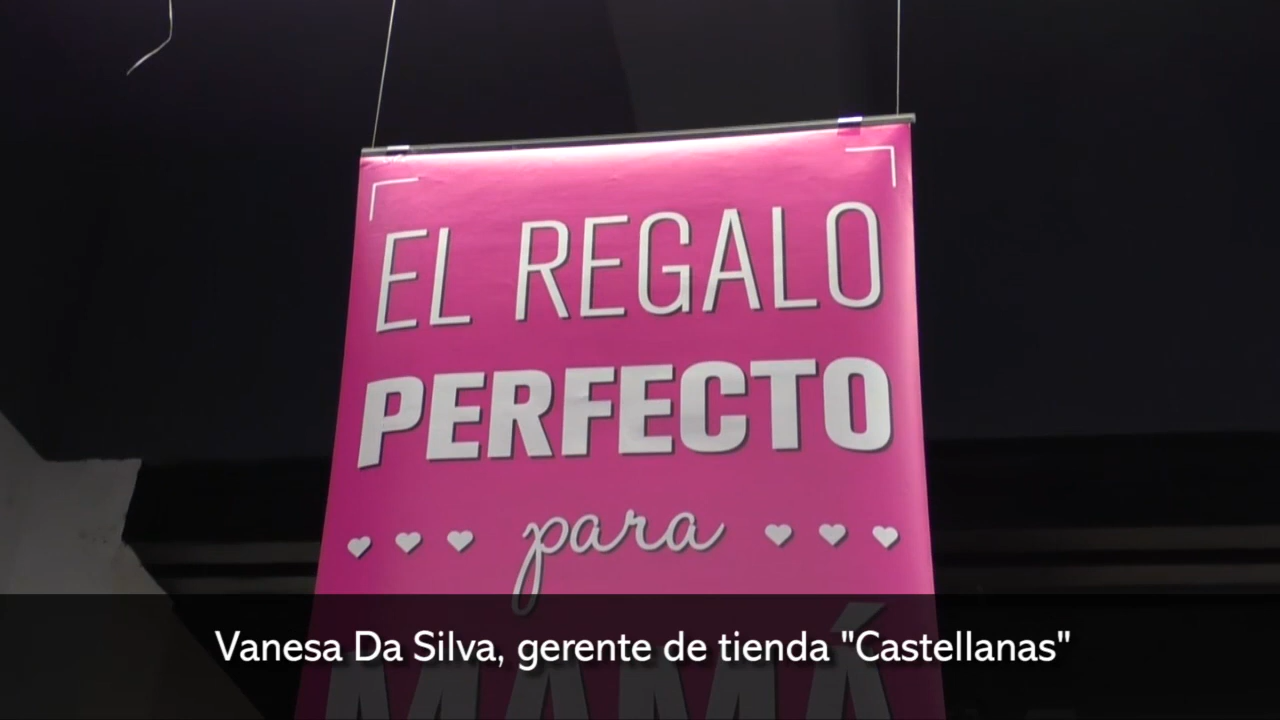 EL REGALO
PERFECTO
para
MAMÁ
Vanesa Da Silva, gerente de tienda "Castellanas"